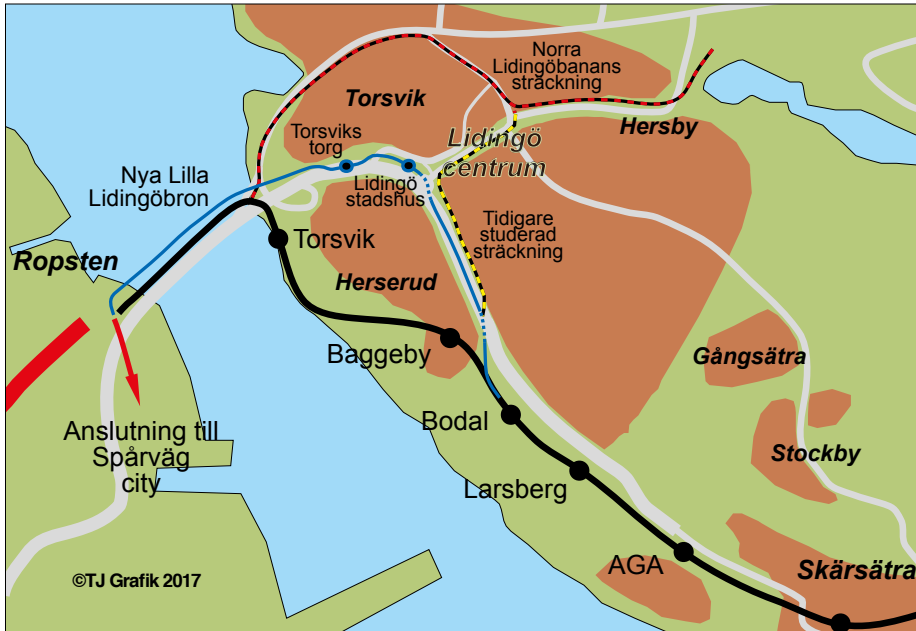 Norra
Lidingöbanans
sträckning
Torsvik
Hersby
Torsviks
torg
Lidingö
centrum
Lidingö
stadshus
Nya Lilla
Lidingöbron
Tidigare
studerad
sträckning
Torsvik
Ropsten
Herserud
Baggeby
Gångsätra
Bodal
Anslutning till
Spårväg
city
Stockby
Larsberg
AGA
Skärsätra
©TJ Grafik 2017